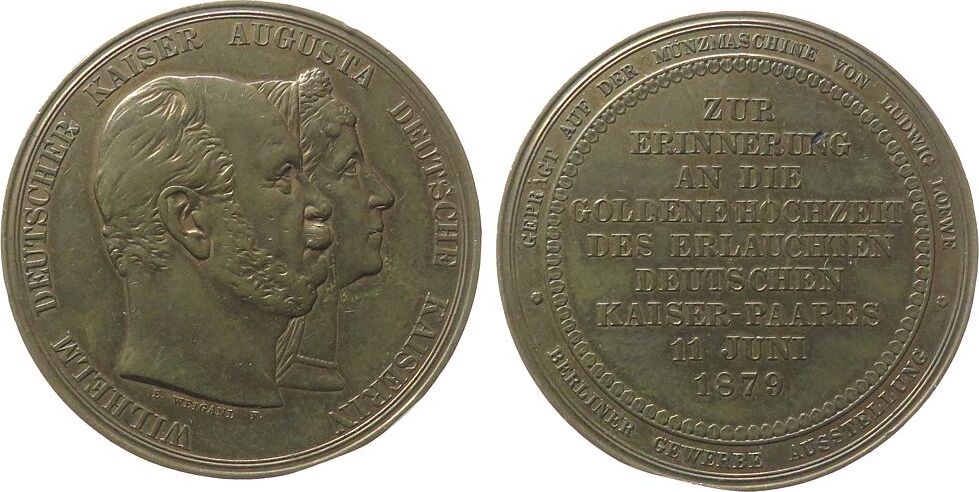 WILHELM DEUTSCHER KAISER AUGUSTA DEUTSCHE KAISERIN
E. WEIGAND F.
GEPRÄGT AUF DER MÜNZMASCHINE VON LUDWIG LOEWE
ZUR
ERINNERUNG
AN DIE
GOLDENE HOCHZEIT
DES ERLAUCHTEN
DEUTSCHEN
KAISER-PAARES
11 JUNI
1879
BERLINER GEWERBE AUSSTELLUNG